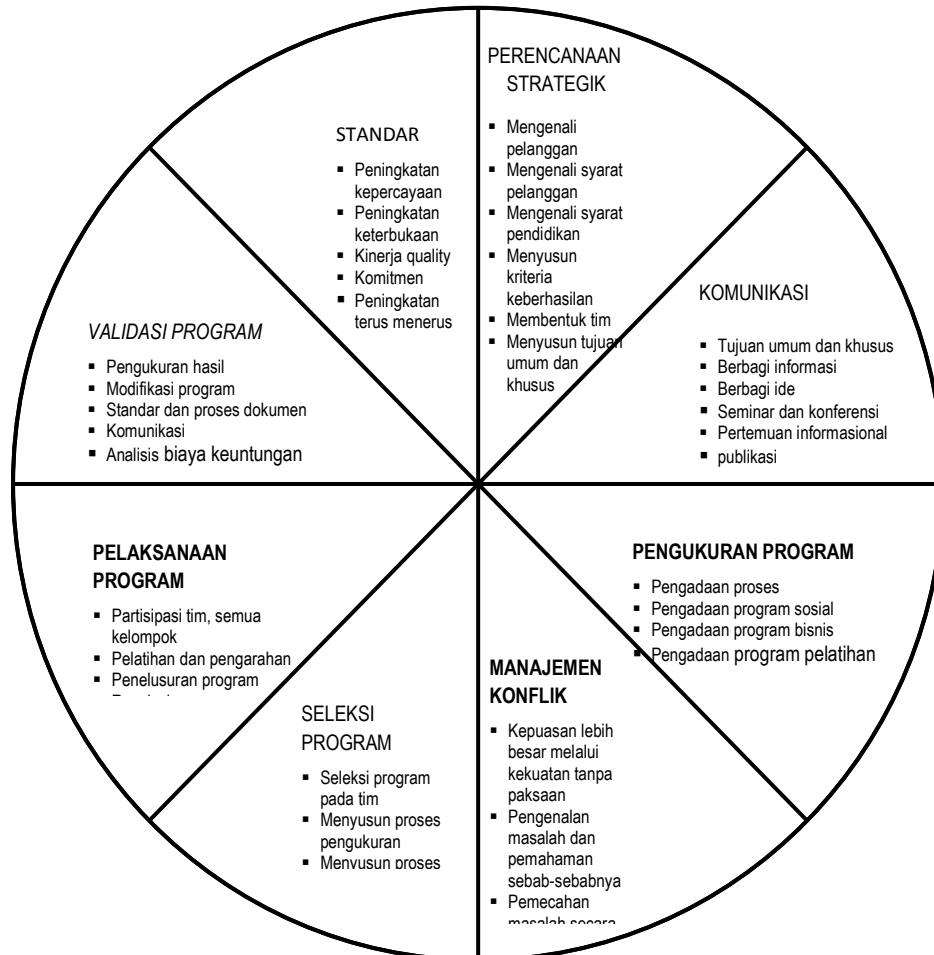 PERENCANAAN
STRATEGIK
▪ Mengenali
pelanggan
▪ Mengenali syarat
pelanggan
▪ Mengenali syarat
pendidikan
▪ Menyusun
kriteria
keberhasilan
▪ Membentuk tim
▪ Menyusun tujuan
umum dan
khusus
KOMUNIKASI
▪ Tujuan umum dan khusus
▪ Berbagi informasi
▪ Berbagi ide
▪ Seminar dan konferensi
▪ Pertemuan informasional
▪ publikasi
PENGUKURAN PROGRAM
▪ Pengadaan proses
▪ Pengadaan program sosial
▪ Pengadaan program bisnis
▪ Pengadaan program pelatihan
MANAJEMEN
KONFLIK
▪ Kepuasan lebih
besar melalui
kekuatan tanpa
paksaan
▪ Pengenalan
masalah dan
pemahaman
sebab-sebabnya
▪ Pemecahan
masalah secara
SELEKSI
PROGRAM
▪ Seleksi program
pada tim
▪ Menyusun proses
pengukuran
▪ Menyusun proses
PELAKSANAAN
PROGRAM
▪ Partisipasi tim, semua
kelompok
▪ Pelatihan dan pengarahan
▪ Penelusuran program
VALIDASI PROGRAM
▪ Pengukuran hasil
▪ Modifikasi program
▪ Standar dan proses dokumen
▪ Komunikasi
▪ Analisis biaya keuntungan
STANDAR
▪ Peningkatan
kepercayaan
▪ Peningkatan
keterbukaan
▪ Kinerja quality
▪ Komitmen
▪ Peningkatan
terus menerus